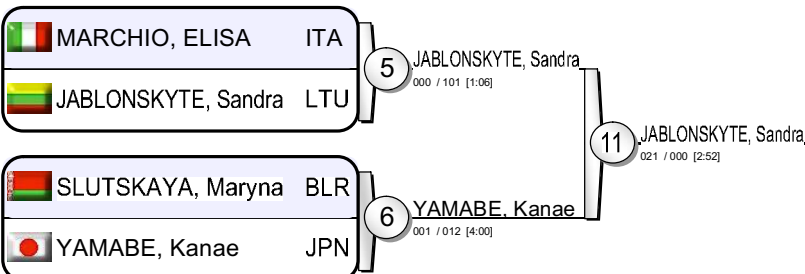 MARCHIO, ELISA ITA
JABLONSKYTE, Sandra LTU
5
JABLONSKYTE, Sandra
000 / 101 [1:06]
11
JABLONSKYTE, Sandra
021 / 000 [2:52]
SLUTSKAYA, Maryna BLR
YAMABE, Kanae JPN
6
YAMABE, Kanae
001 / 012 [4:00]